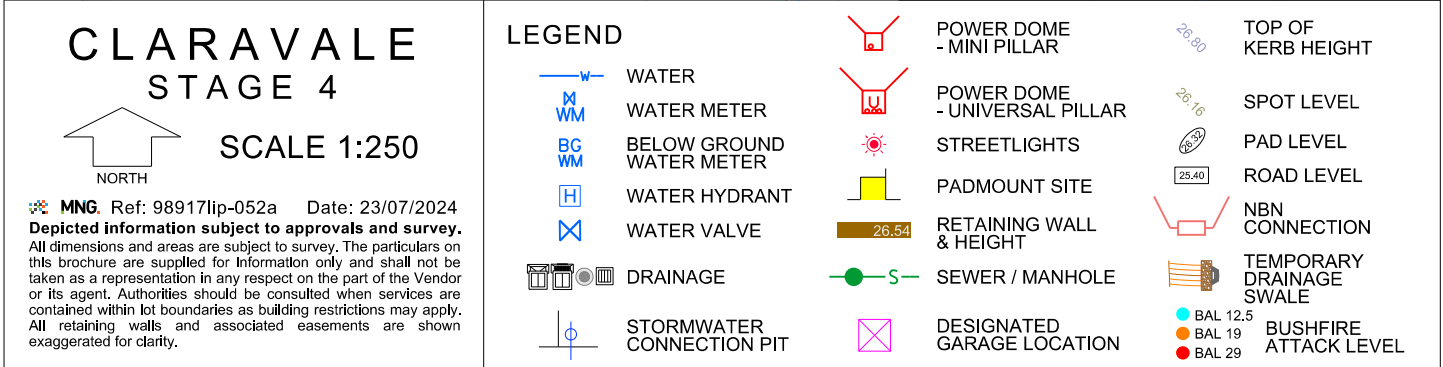 CLARAVALE
STAGE 4
NORTH
SCALE 1:250
MNG. Ref: 98917lip-052a Date: 23/07/2024
Depicted information subject to approvals and survey.
All dimensions and areas are subject to survey. The particulars on
this brochure are supplied for Information only and shall not be
taken as a representation in any respect on the part of the Vendor
or its agent. Authorities should be consulted when services are
contained within lot boundaries as building restrictions may apply.
All retaining walls and associated easements are shown
exaggerated for clarity.
LEGEND
W WATER
WM WATER METER
BG
WM
BELOW GROUND
WATER METER
H WATER HYDRANT
WATER VALVE
DRAINAGE
STORMWATER
CONNECTION PIT
POWER DOME
- MINI PILLAR
U
POWER DOME
- UNIVERSAL PILLAR
STREETLIGHTS
PADMOUNT SITE
26.54
RETAINING WALL
& HEIGHT
S SEWER / MANHOLE
DESIGNATED
GARAGE LOCATION
26.80
TOP OF
KERB HEIGHT
26.16 SPOT LEVEL
26.32 PAD LEVEL
25.40 ROAD LEVEL
NBN
CONNECTION
TEMPORARY
DRAINAGE
SWALE
BAL 12.5
BAL 19
BAL 29
BUSHFIRE
ATTACK LEVEL